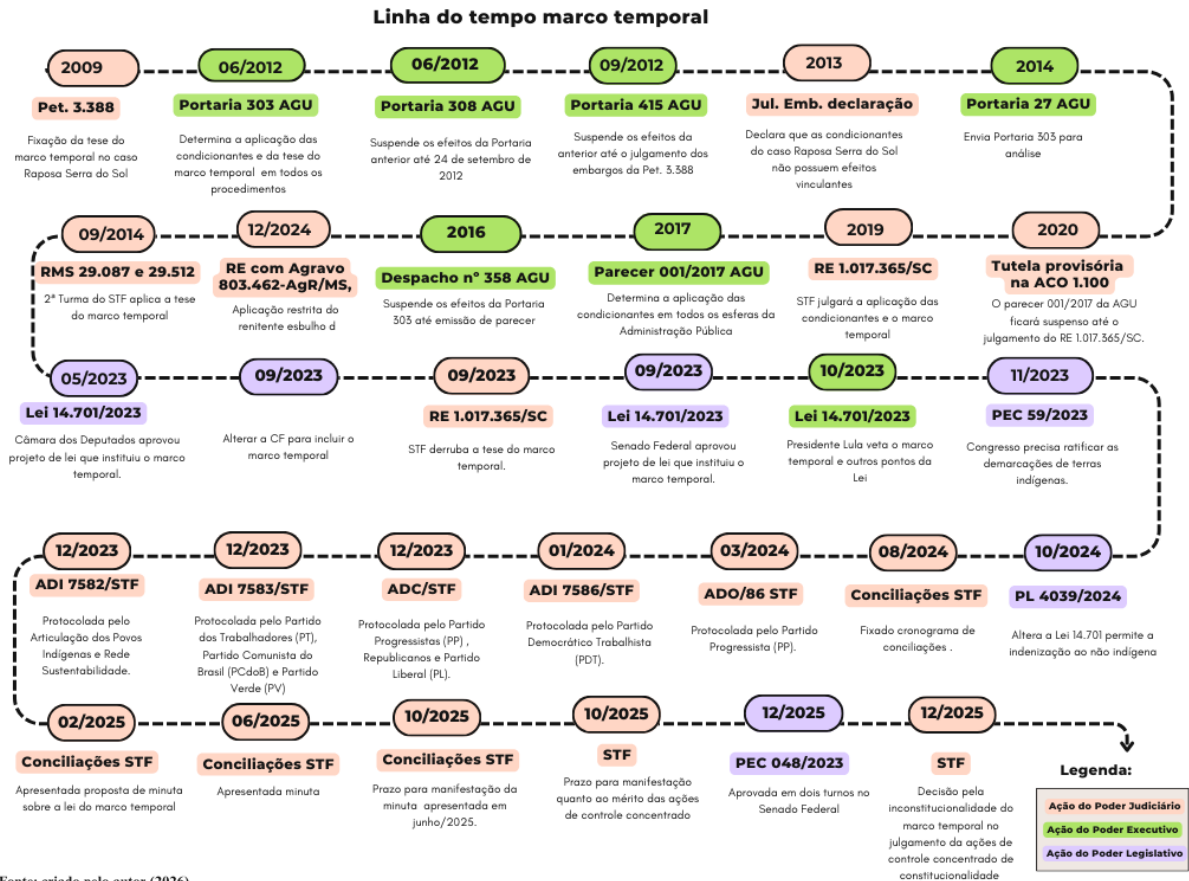 Linha do tempo marco temporal
2009
Pet. 3.388
Fixação da tese do
marco temporal no caso
Raposa Serra do Sol
06/2012
Portaria 303 AGU
Determina a aplicação das
condicionantes e da tese do
marco temporal em todos os
procedimentos
06/2012
Portaria 308 AGU
Suspende os efeitos da Portaria
anterior até 24 de setembro de
2012
09/2012
Portaria 415 AGU
Suspende os efeitos da
anterior até o julgamento dos
embargos da Pet. 3.388
2013
Jul. Emb. declaração
Declara que as condicionantes
do caso Raposa Serra do Sol
não possuem efeitos
vinculantes
2014
Portaria 27 AGU
Envia Portaria 303 para
análise
09/2014
RMS 29.087 e 29.512
2ª Turma do STF aplica a tese
do marco temporal
12/2024
RE com Agravo
803.462-AgR/MS,
Aplicação restrita do
renitente esbulho d
2016
Despacho nº 358 AGU
Suspende os efeitos da Portaria
303 até emissão de parecer
2017
Parecer 001/2017 AGU
Determina a aplicação das
condicionantes em todos os esferas da
Administração Pública
2019
RE 1.017.365/SC
STF julgará a aplicação das
condicionantes e o marco
temporal
2020
Tutela provisória
na ACO 1.100
O parecer 001/2017 da AGU
ficará suspenso até o
julgamento do RE 1.017.365/SC.
05/2023
Lei 14.701/2023
Câmara dos Deputados aprovou
projeto de lei que instituiu o marco
temporal.
09/2023
Alterar a CF para incluir o
marco temporal
09/2023
RE 1.017.365/SC
STF derruba a tese do marco
temporal.
09/2023
Lei 14.701/2023
Senado Federal aprovou
projeto de lei que instituiu o
marco temporal.
10/2023
Lei 14.701/2023
Presidente Lula veta o marco
temporal e outros pontos da
Lei
11/2023
PEC 59/2023
Congresso precisa ratificar as
demarcações de terras
indígenas.
12/2023
ADI 7582/STF
Protocolada pelo
Articulação dos Povos
Indígenas e Rede
Sustentabilidade.
12/2023
ADI 7583/STF
Protocolada pelo Partido
dos Trabalhadores (PT),
Partido Comunista do
Brasil (PCdoB) e Partido
Verde (PV)
12/2023
ADC/STF
Protocolada pelo Partido
Progressistas (PP) ,
Republicanos e Partido
Liberal (PL).
01/2024
ADI 7586/STF
Protocolada pelo Partido
Democrático Trabalhista
(PDT).
03/2024
ADO/86 STF
Protocolada pelo Partido
Progressista (PP).
08/2024
Conciliações STF
Fixado cronograma de
conciliações .
10/2024
PL 4039/2024
Altera a Lei 14.701 permite a
indenização ao não indígena
02/2025
Conciliações STF
Apresentada proposta de minuta
sobre a lei do marco temporal
06/2025
Conciliações STF
Apresentada minuta
10/2025
Conciliações STF
Prazo para manifestação da
minuta apresentada em
junho/2025.
10/2025
STF
Prazo para manifestação
quanto ao mérito das ações
de controle concentrado
12/2025
PEC 048/2023
Aprovada em dois turnos no
Senado Federal
12/2025
STF
Decisão pela
inconstitucionalidade do
marco temporal no
julgamento da ações de
controle concentrado de
constitucionalidade
Legenda:
Ação do Poder Judiciário
Ação do Poder Executivo
Ação do Poder Legislativo
Fonte: criado pelo autor (2026)